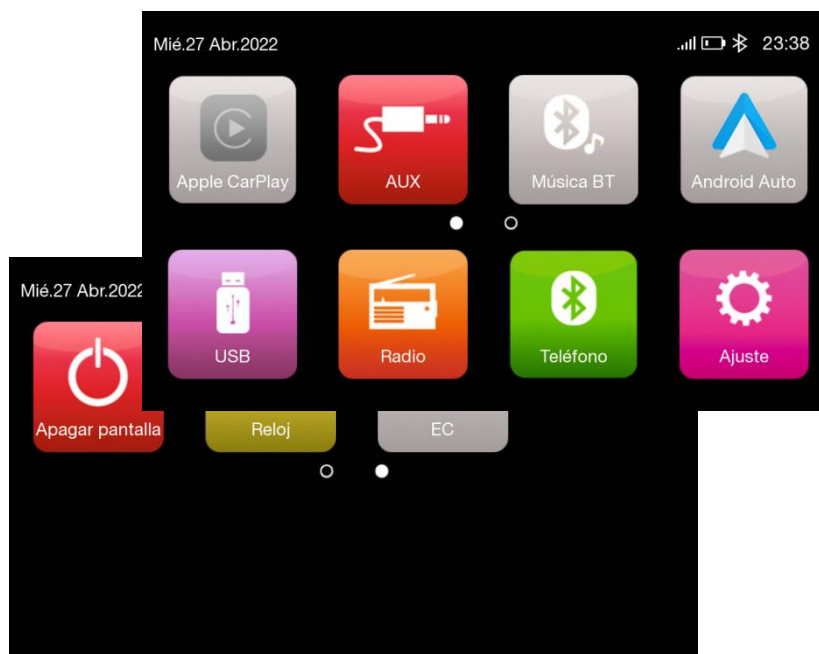 Mié.27 Abr.2022 23:38
Apple CarPlay AUX Música BT Android Auto
USB Radio Teléfono Ajuste
Mié.27 Abr.2022
Apagar pantalla Reloj EC